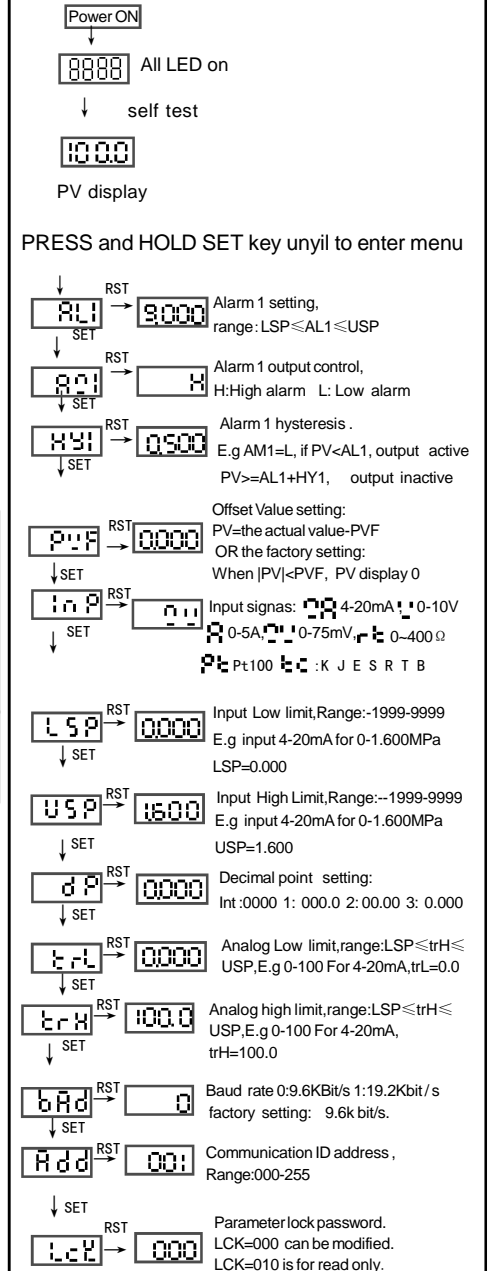 Power ON
8888 All LED on
self test
100.0
PV display
PRESS and HOLD SET key unyil to enter menu
RST
AL1 9.000 Alarm 1 setting,
range: LSP≤AL1≤USP
SET
RST
H Alarm 1 output control,
H:High alarm L: Low alarm
SET
RST
HY1 0.500 Alarm 1 hysteresis .
E.g AM1=L, if PV<AL1, output active
PV>=AL1+HY1, output inactive
SET
Offset Value setting:
RST
PVF 0.000 PV=the actual value-PVF
OR the factory setting:
When |PV|<PVF, PV display 0
SET
RST
InP Input signas: 4-20mA 0-10V
0-5A, 0-75mV, rt 0~400Ω
SET
Pt Pt100 tc :K J E S R T B
RST
LSP 0.000 Input Low limit,Range:-1999-9999
E.g input 4-20mA for 0-1.600MPa
LSP=0.000
SET
RST
USP 1.600 Input High Limit,Range:--1999-9999
E.g input 4-20mA for 0-1.600MPa
USP=1.600
SET
RST
dP 0.000 Decimal point setting:
Int :0000 1: 000.0 2: 00.00 3: 0.000
SET
RST
trL 0.000 Analog Low limit,range:LSP≤trH≤
USP,E.g 0-100 For 4-20mA,trL=0.0
SET
RST
trH 100.0 Analog high limit,range:LSP≤trH≤
USP,E.g 0-100 For 4-20mA,
trH=100.0
SET
RST
bAd 0 Baud rate 0:9.6KBit/s 1:19.2Kbit/s
factory setting: 9.6k bit/s.
SET
RST
Add 001 Communication ID address ,
Range:000-255
SET
RST
LcK 000 Parameter lock password.
LCK=000 can be modified.
LCK=010 is for read only.